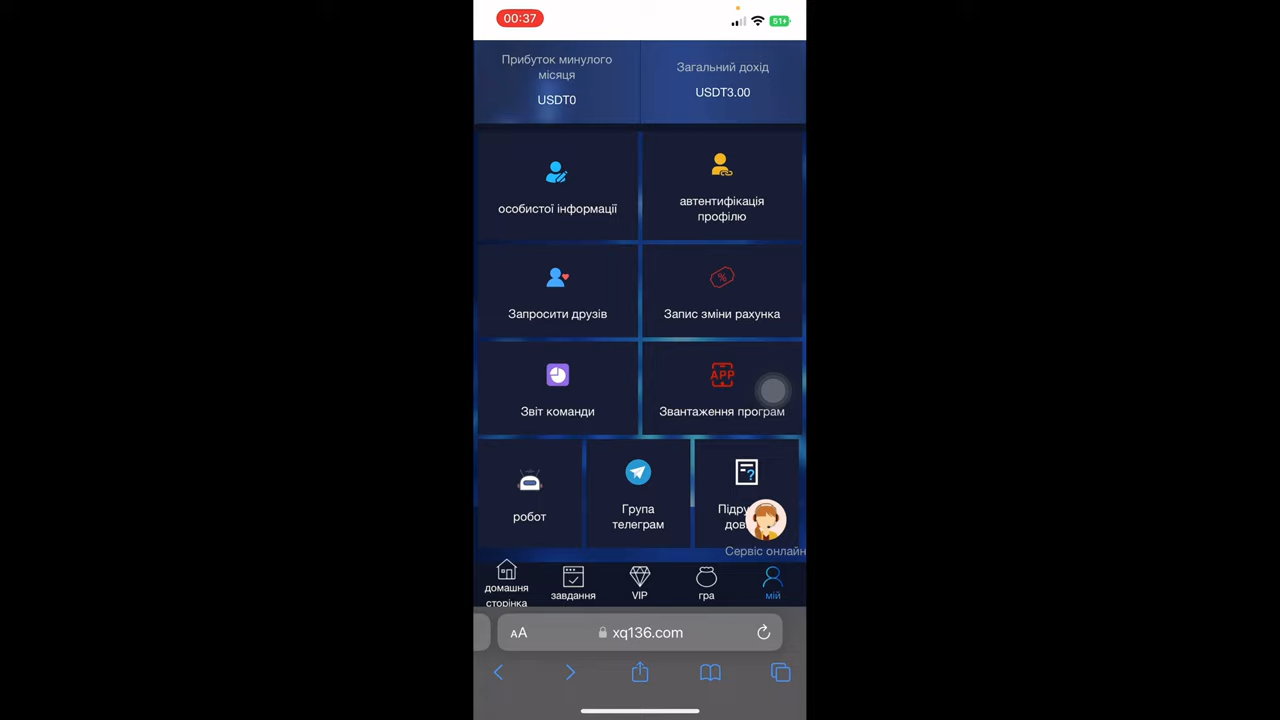 00:37
51
Прибуток минулого
місяця
USDT0
Загальний дохід
USDT3.00
особистої інформації
автентифікація
профілю
Запросити друзів
Запис зміни рахунка
%
Звіт команди
APP
Звантаження програм
робот
Група
телеграм
?
Сервіс онлайн
домашня
сторінка
завдання
VIP
гра
мій
AA
xq136.com